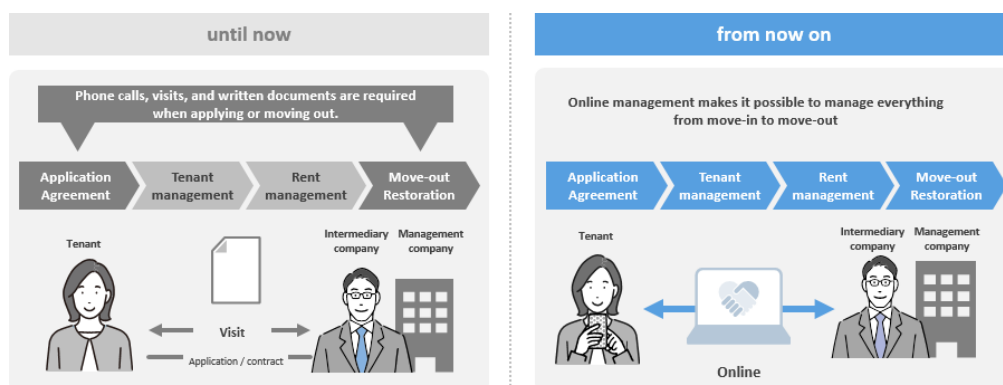 until now
Phone calls, visits, and written documents are required
when applying or moving out.
Application
Agreement
Tenant
management
Rent
management
Move-out
Restoration
Tenant
Intermediary
company
Management
company
Visit
Application / contract
from now on
Online management makes it possible to manage everything
from move-in to move-out
Application
Agreement
Tenant
management
Rent
management
Move-out
Restoration
Tenant
Intermediary
company
Management
company
Online